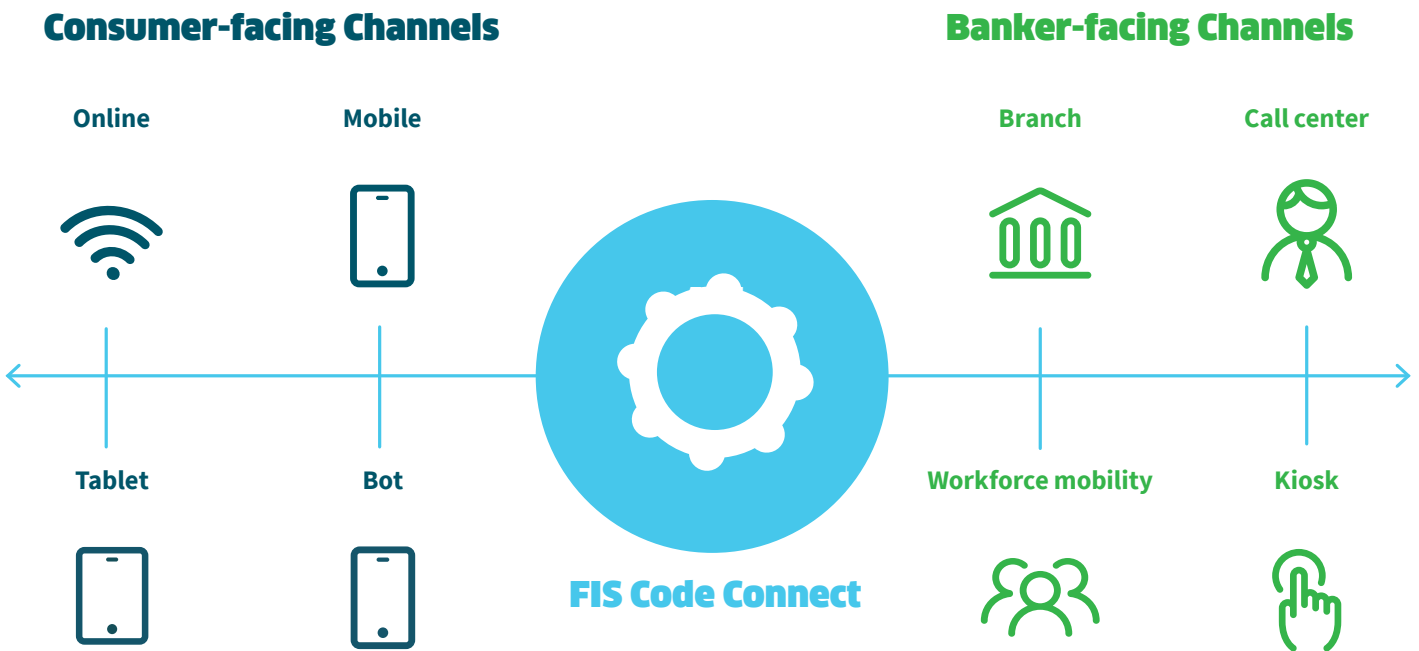 Consumer-facing Channels
Banker-facing Channels
Online
Mobile
Branch
Call center
Tablet
Bot
Workforce mobility
Kiosk
FIS Code Connect